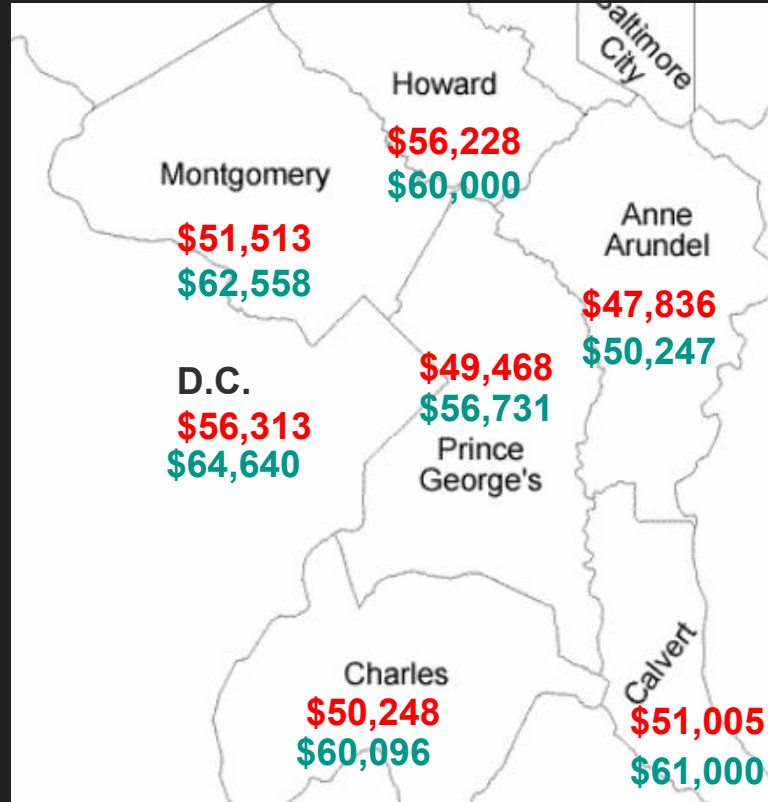 Baltimore
City
Howard
$56,228
$60,000
Montgomery
$51,513
$62,558
Anne
Arundel
$47,836
$50,247
D.C.
$56,313
$64,640
$49,468
$56,731
Prince
George's
Charles
$50,248
$60,096
Calvert
$51,005
$61,000